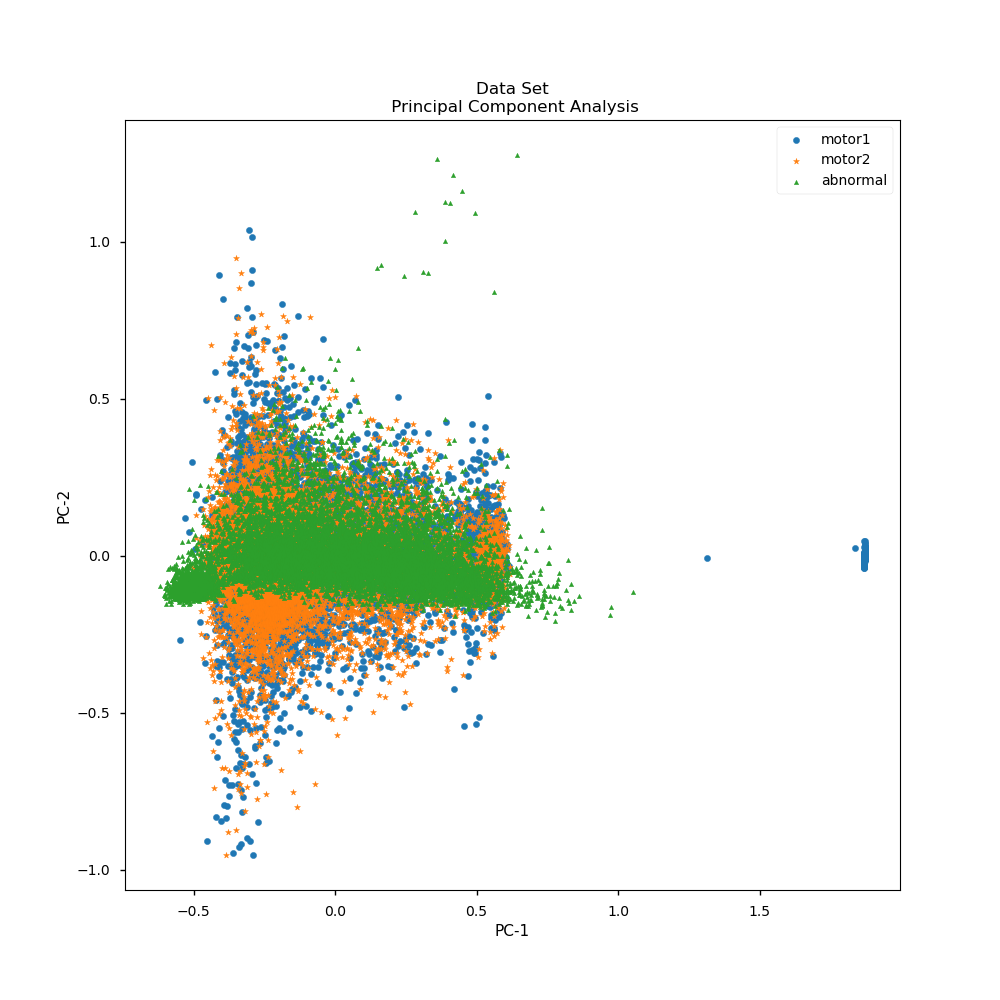 Data Set
Principal Component Analysis
motor1
motor2
abnormal
1.0
0.5
0.0
−0.5
−1.0
PC-2
−0.5 0.0 0.5 1.0 1.5
PC-1